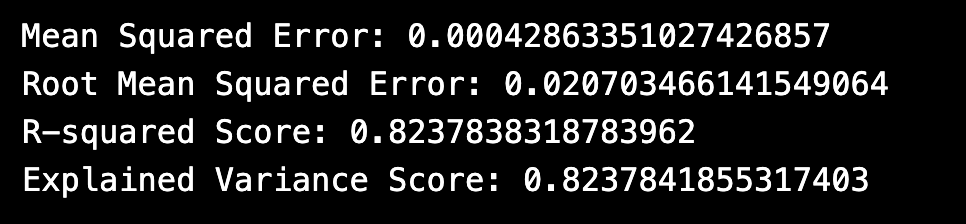 Mean Squared Error: 0.00042863351027426857
Root Mean Squared Error: 0.020703466141549064
R-squared Score: 0.8237838318783962
Explained Variance Score: 0.8237841855317403